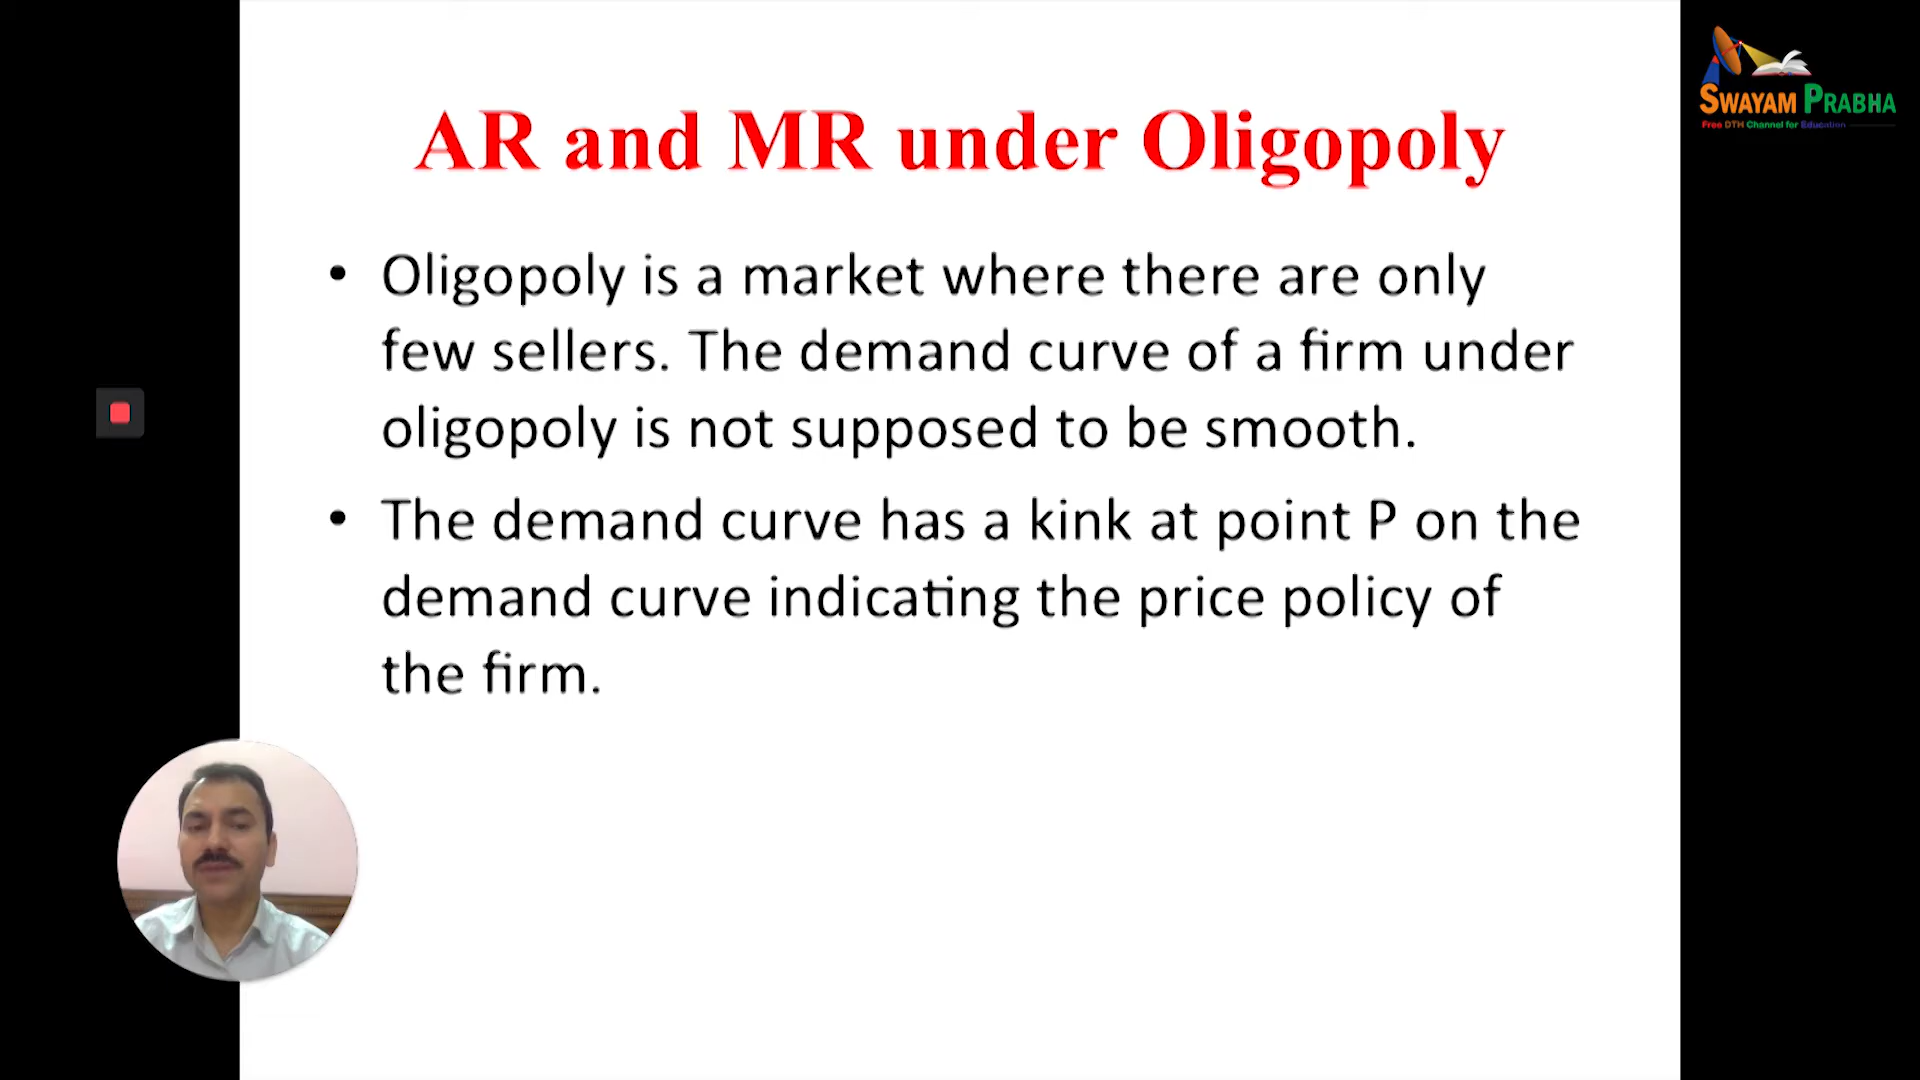 SWAYAM PRABHA
Free DTH Channel for Education
AR and MR under Oligopoly
• Oligopoly is a market where there are only
few sellers. The demand curve of a firm under
oligopoly is not supposed to be smooth.
• The demand curve has a kink at point P on the
demand curve indicating the price policy of
the firm.